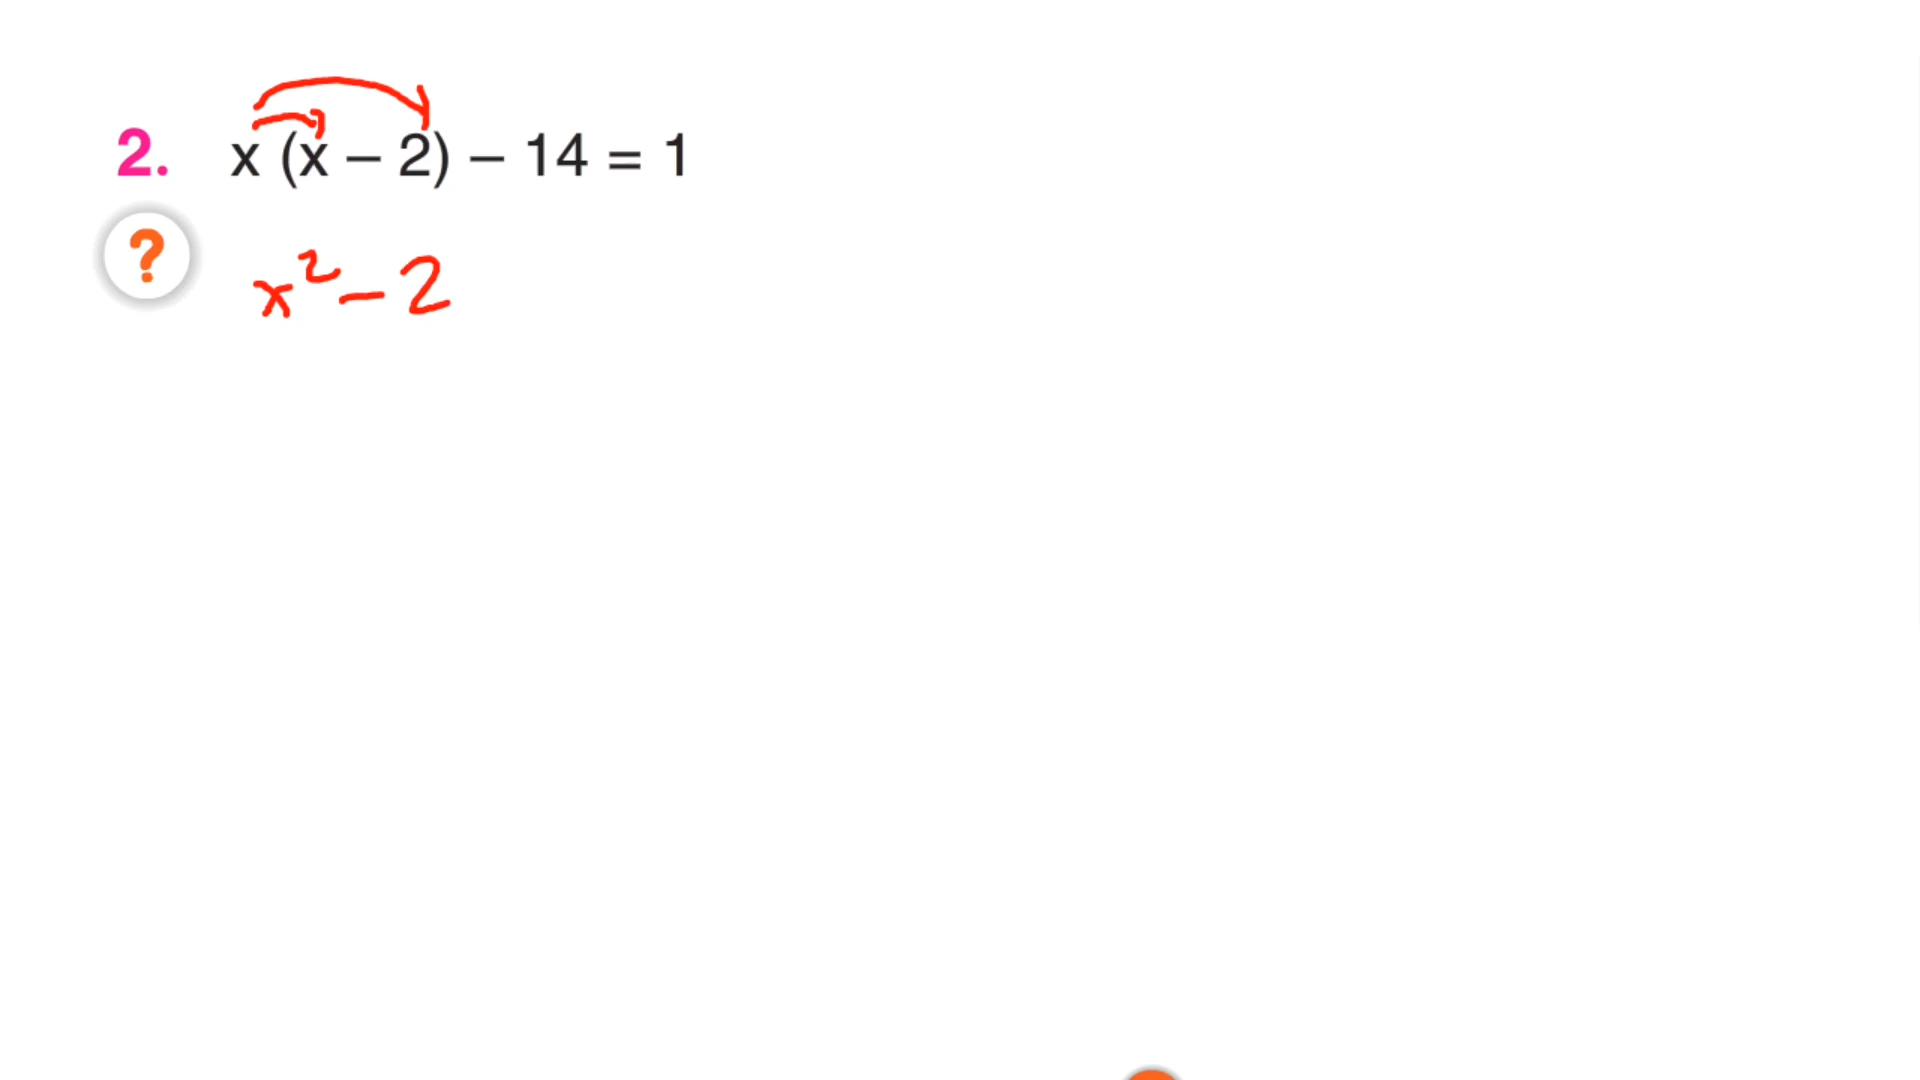 2. x (x – 2) – 14 = 1
?
x² – 2